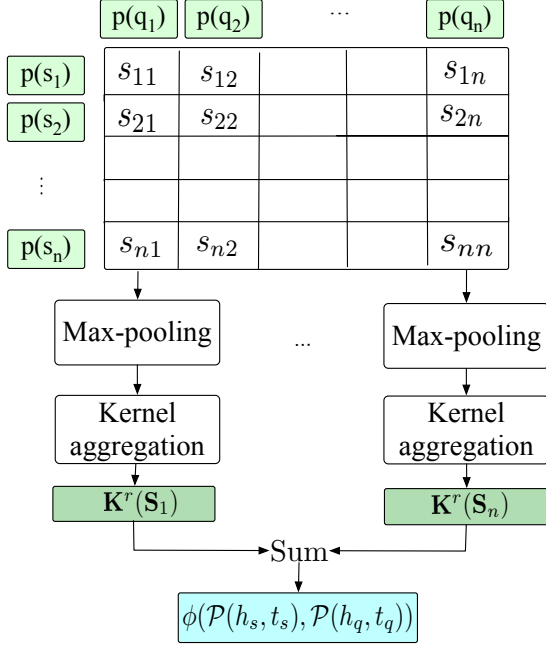 p(q₁) p(q₂) ... p(qₙ)
p(s₁) s₁₁ s₁₂ s₁ₙ
p(s₂) s₂₁ s₂₂ s₂ₙ
⋮
p(sₙ) sₙ₁ sₙ₂ sₙₙ
Max-pooling ... Max-pooling
Kernel Kernel
aggregation aggregation
𝐊ʳ(𝐒₁) 𝐊ʳ(𝐒ₙ)
Sum
ϕ(𝒫(hₛ, tₛ), 𝒫(h_q, t_q))